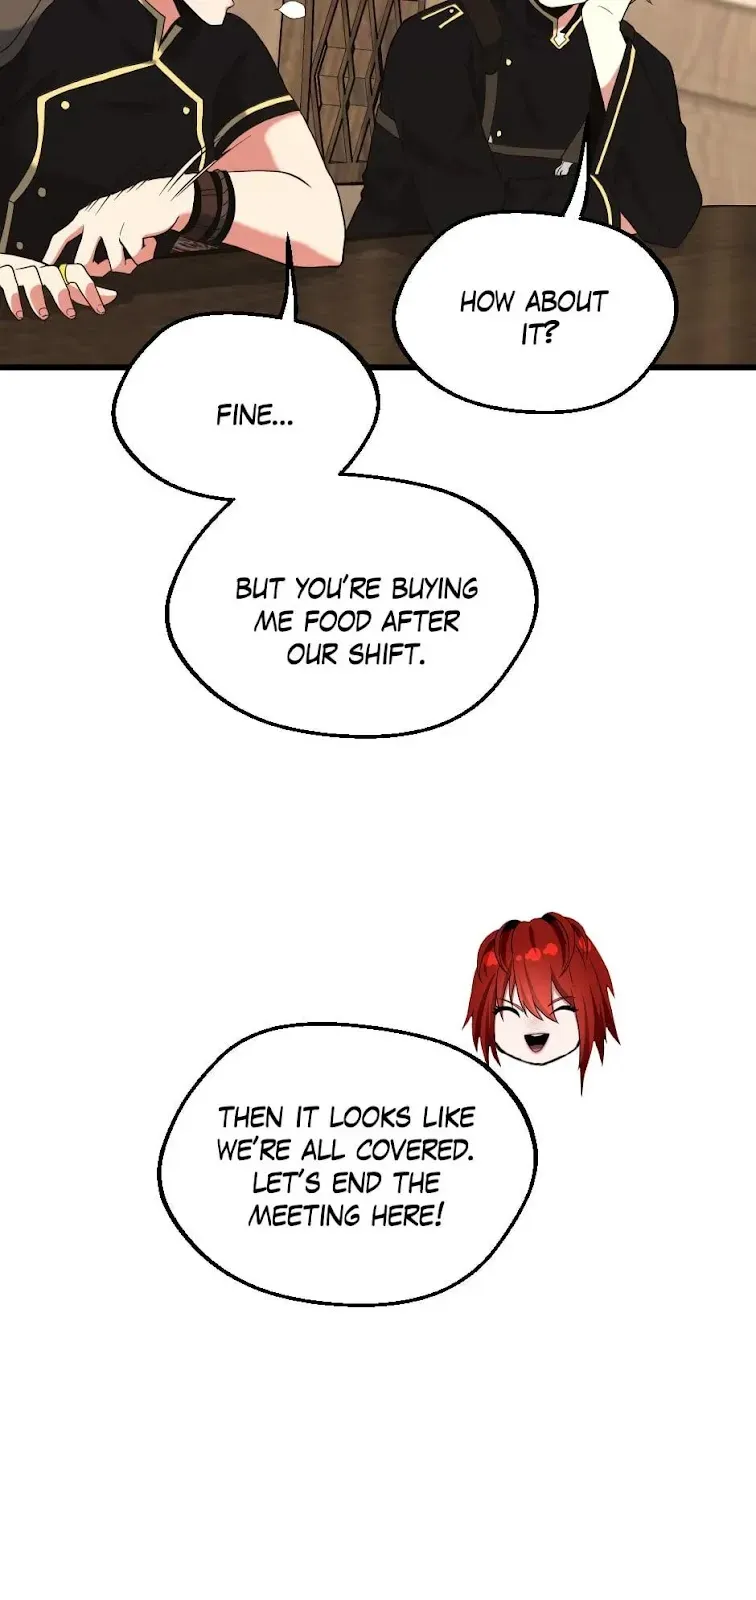 HOW ABOUT
IT?
FINE...
BUT YOU'RE BUYING
ME FOOD AFTER
OUR SHIFT.
THEN IT LOOKS LIKE
WE'RE ALL COVERED.
LET'S END THE
MEETING HERE!